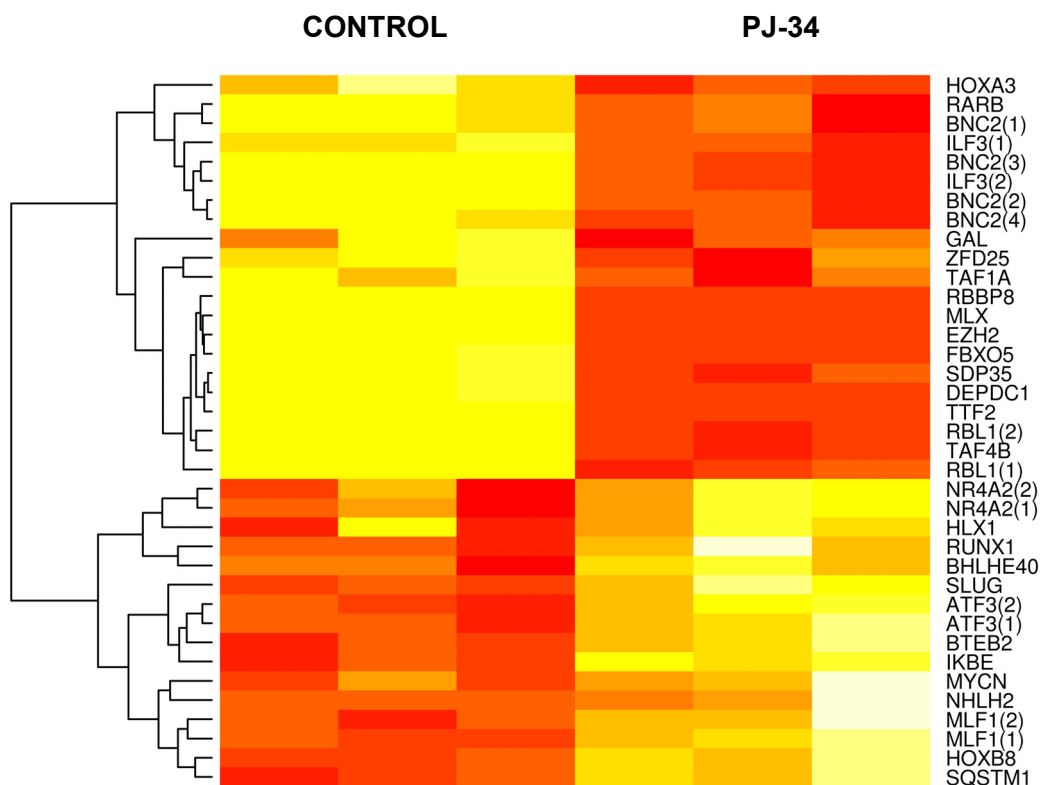 CONTROL PJ-34
HOXA3
RARB
BNC2(1)
ILF3(1)
BNC2(3)
ILF3(2)
BNC2(2)
BNC2(4)
GAL
ZFD25
TAF1A
RBBP8
MLX
EZH2
FBXO5
SDP35
DEPDC1
TTF2
RBL1(2)
TAF4B
RBL1(1)
NR4A2(2)
NR4A2(1)
HLX1
RUNX1
BHLHE40
SLUG
ATF3(2)
ATF3(1)
BTEB2
IKBE
MYCN
NHLH2
MLF1(2)
MLF1(1)
HOXB8
SQSTM1